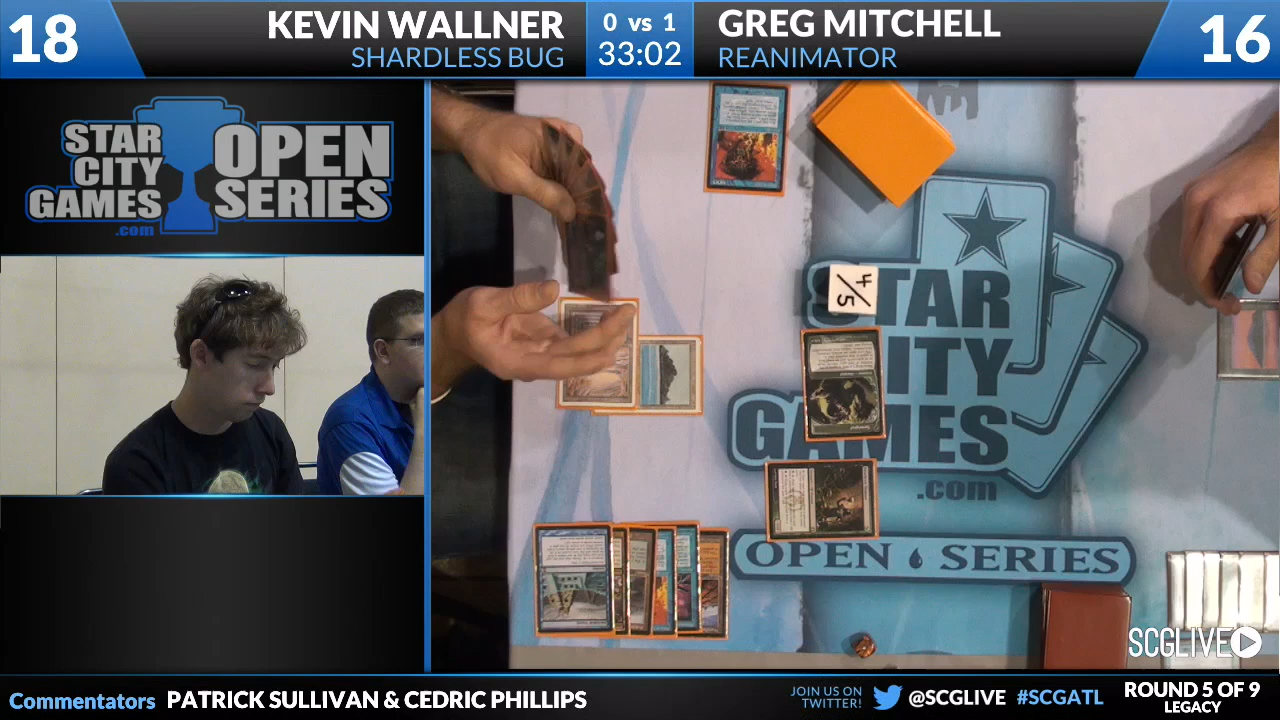 18
KEVIN WALLNER
SHARDLESS BUG
0 vs 1
33:02
GREG MITCHELL
REANIMATOR
16
STAR
CITY
GAMES
.com
OPEN
SERIES
4/5
STAR
CITY
GAMES
.com
OPEN SERIES
SCGLIVE
Commentators PATRICK SULLIVAN & CEDRIC PHILLIPS
JOIN US ON
TWITTER!
@SCGLIVE #SCGATL
ROUND 5 OF 9
LEGACY